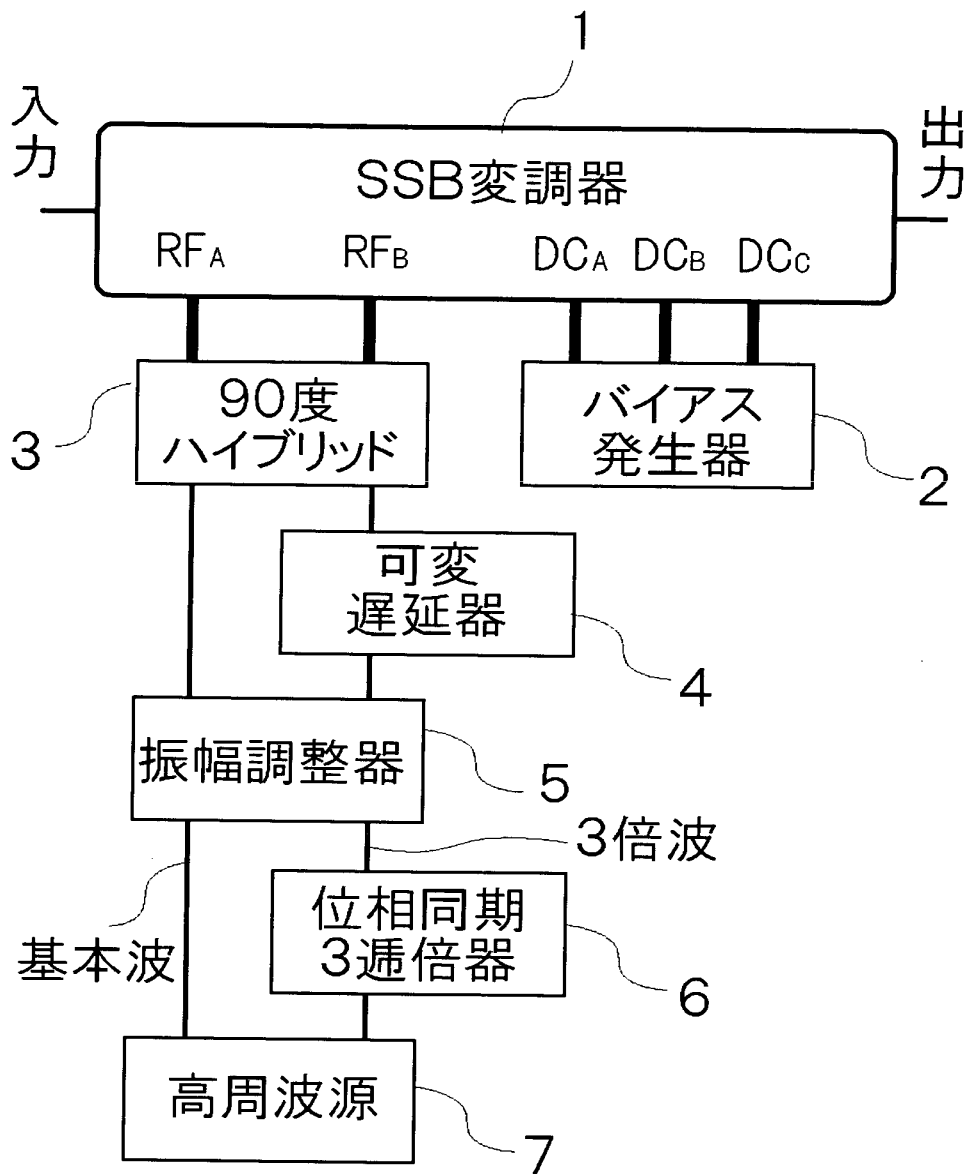 1
入力
出力
SSB変調器
RFA
RFB
DCA
DCB
DCC
3
90度
ハイブリッド
バイアス
発生器
2
可変
遅延器
4
振幅調整器
5
3倍波
基本波
位相同期
3逓倍器
6
高周波源
7